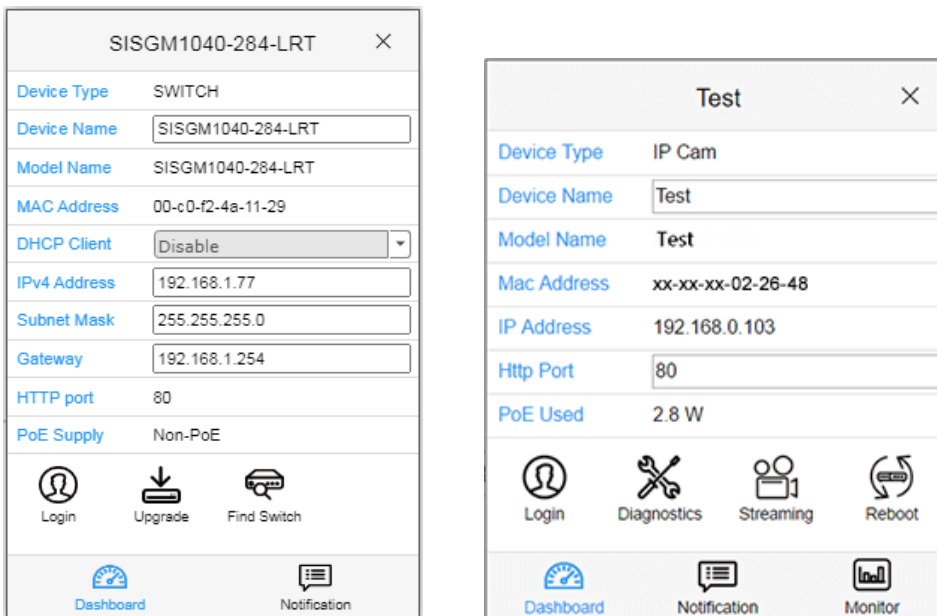 SISGM1040-284-LRT
Device Type SWITCH
Device Name SISGM1040-284-LRT
Model Name SISGM1040-284-LRT
MAC Address 00-c0-f2-4a-11-29
DHCP Client Disable
IPv4 Address 192.168.1.77
Subnet Mask 255.255.255.0
Gateway 192.168.1.254
HTTP port 80
PoE Supply Non-PoE
Login Upgrade Find Switch
Dashboard Notification
Test
Device Type IP Cam
Device Name Test
Model Name Test
Mac Address xx-xx-xx-02-26-48
IP Address 192.168.0.103
Http Port 80
PoE Used 2.8 W
Login Diagnostics Streaming Reboot
Dashboard Notification Monitor